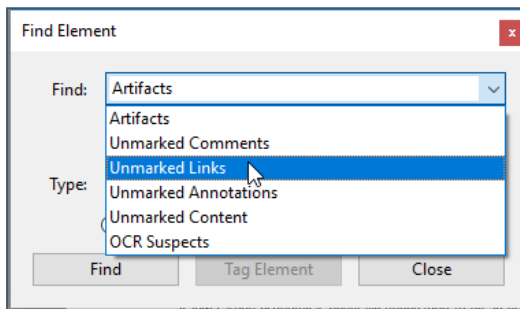 Find Element
x
Find: Artifacts
Artifacts
Unmarked Comments
Unmarked Links
Type: Unmarked Annotations
Unmarked Content
OCR Suspects
Find Tag Element Close